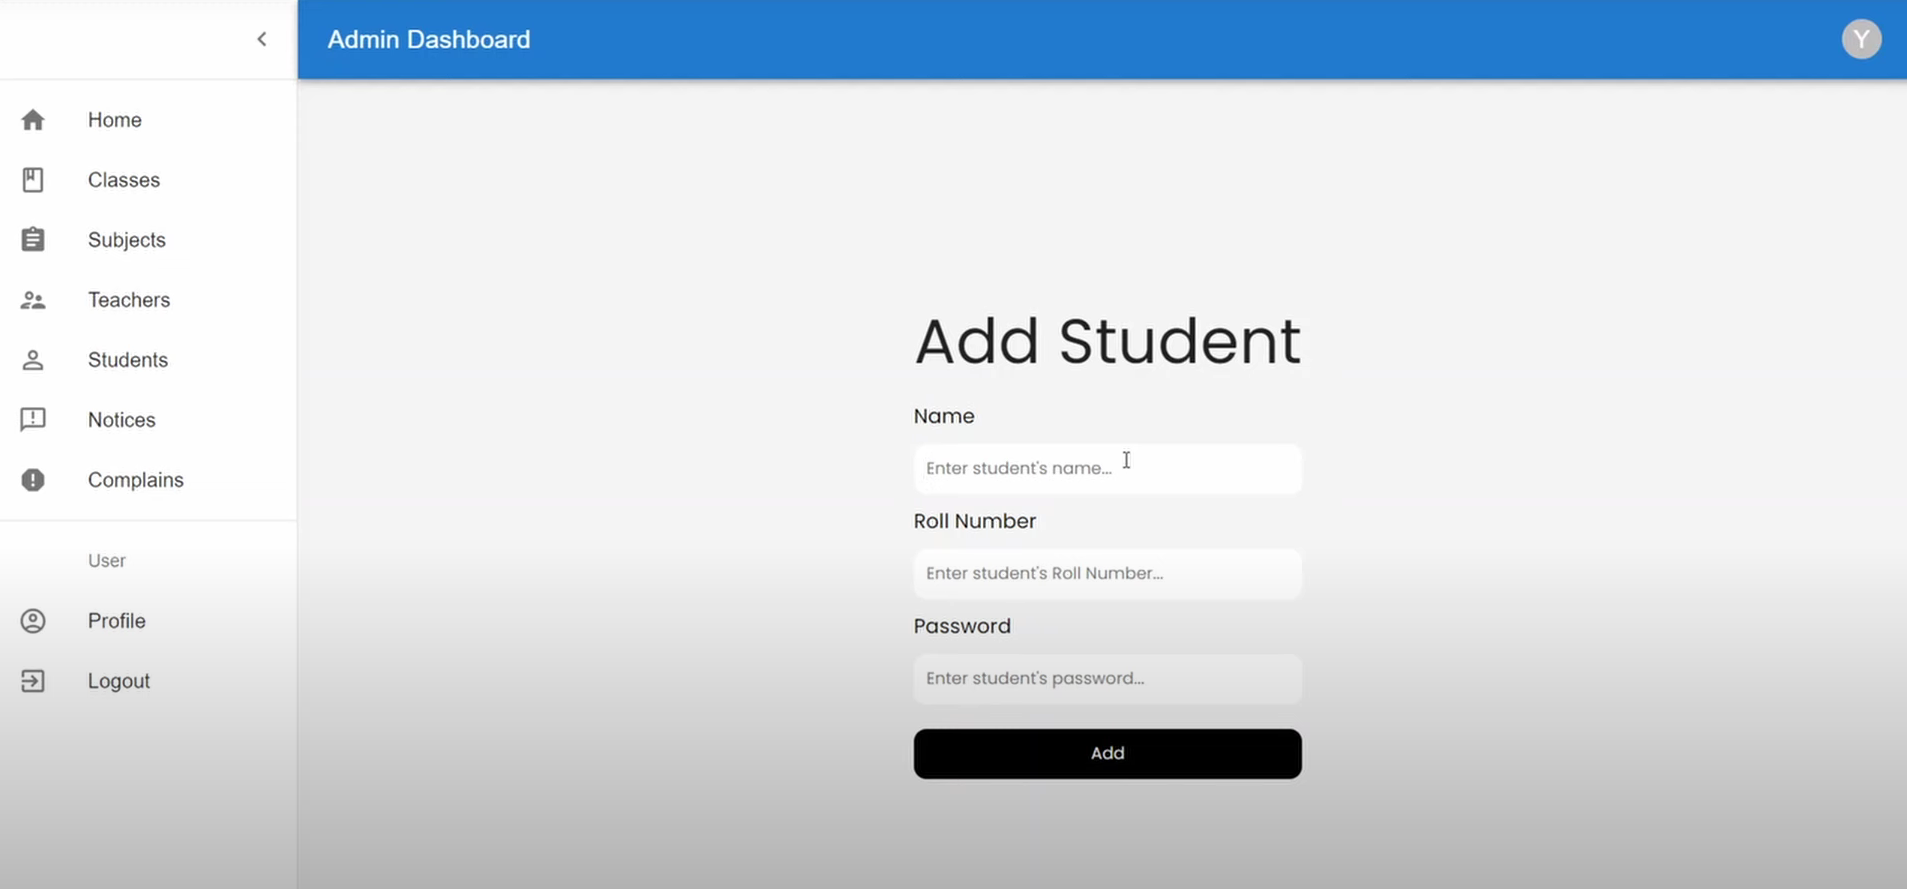 Admin Dashboard
Y
Home
Classes
Subjects
Teachers
Students
Notices
Complains
User
Profile
Logout
Add Student
Name
Enter student's name...
Roll Number
Enter student's Roll Number...
Password
Enter student's password...
Add